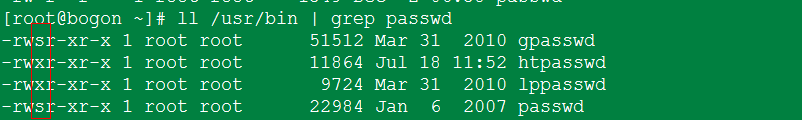 [root@bogon ~]# ll /usr/bin | grep passwd
-rwsr-xr-x 1 root root 51512 Mar 31 2010 gpasswd
-rwxr-xr-x 1 root root 11864 Jul 18 11:52 htpasswd
-rwxr-xr-x 1 root root 9724 Mar 31 2010 lppasswd
-rwsr-xr-x 1 root root 22984 Jan 6 2007 passwd